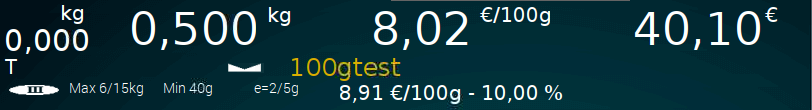 kg
0,000
T
0,500 kg
8,02 €/100g
40,10 €
100gtest
Max 6/15kg Min 40g e=2/5g
8,91 €/100g - 10,00 %